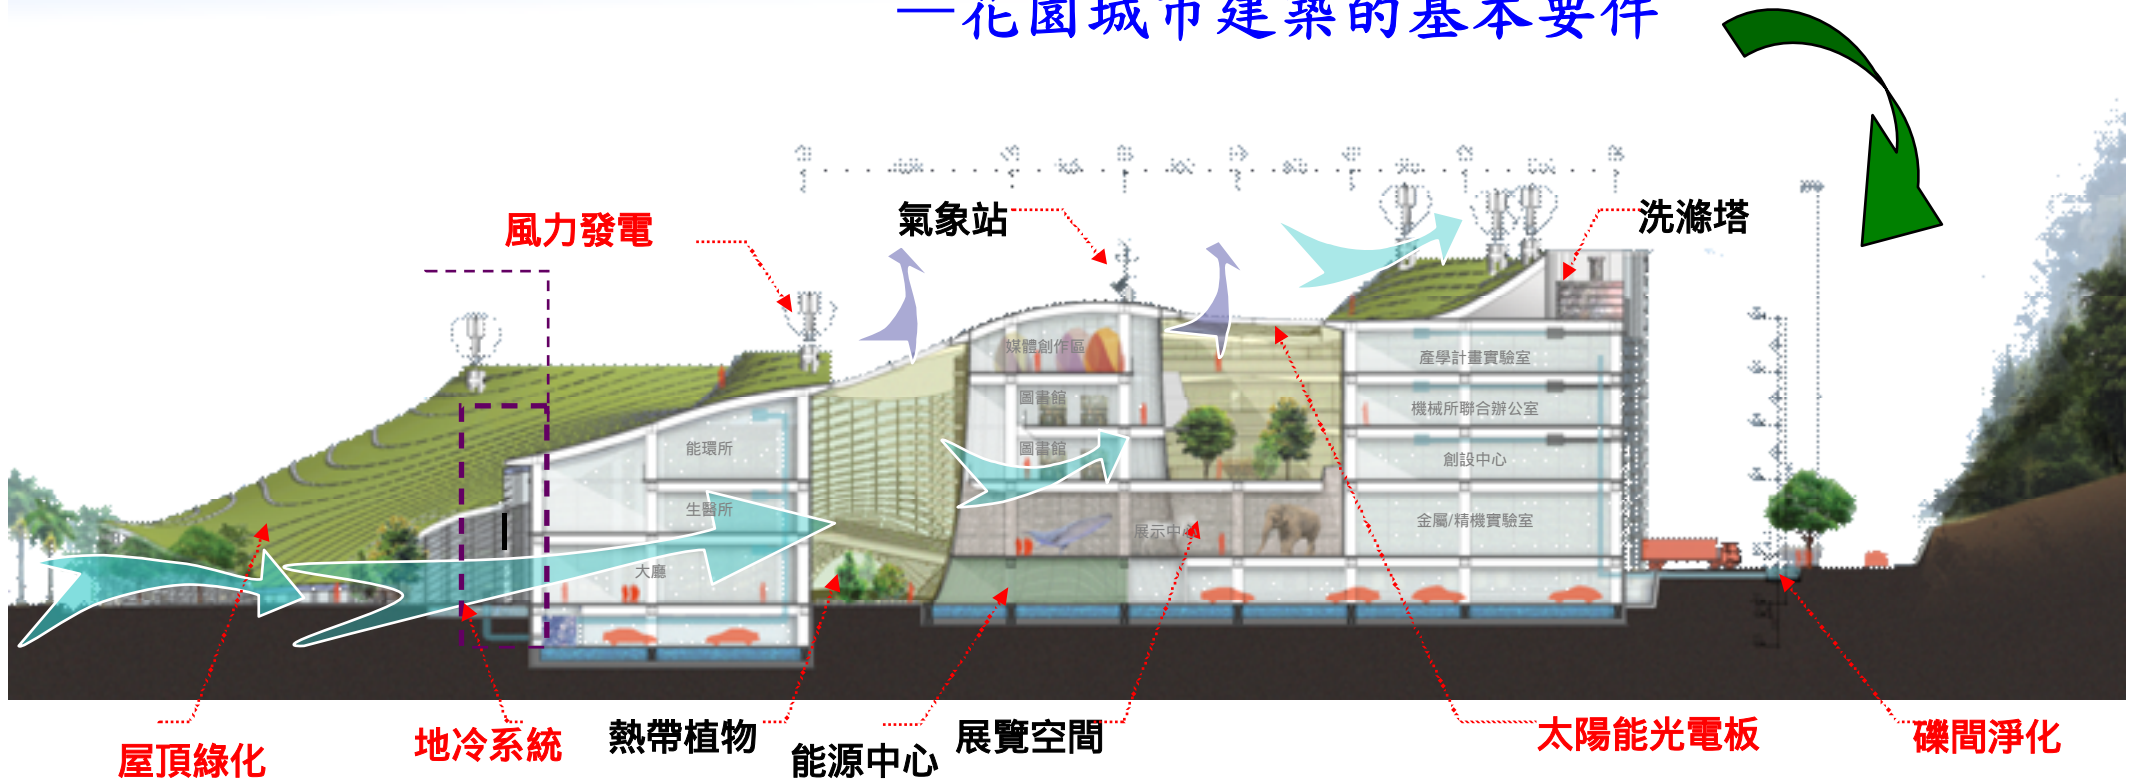 —花園城市建築的基本要件
氣象站
洗滌塔
風力發電
媒體創作區
產學計畫實驗室
圖書館
機械所聯合辦公室
能環所
圖書館
創設中心
生醫所
展示中心
金屬/精機實驗室
大廳
屋頂綠化
地冷系統
熱帶植物
能源中心
展覽空間
太陽能光電板
礫間淨化